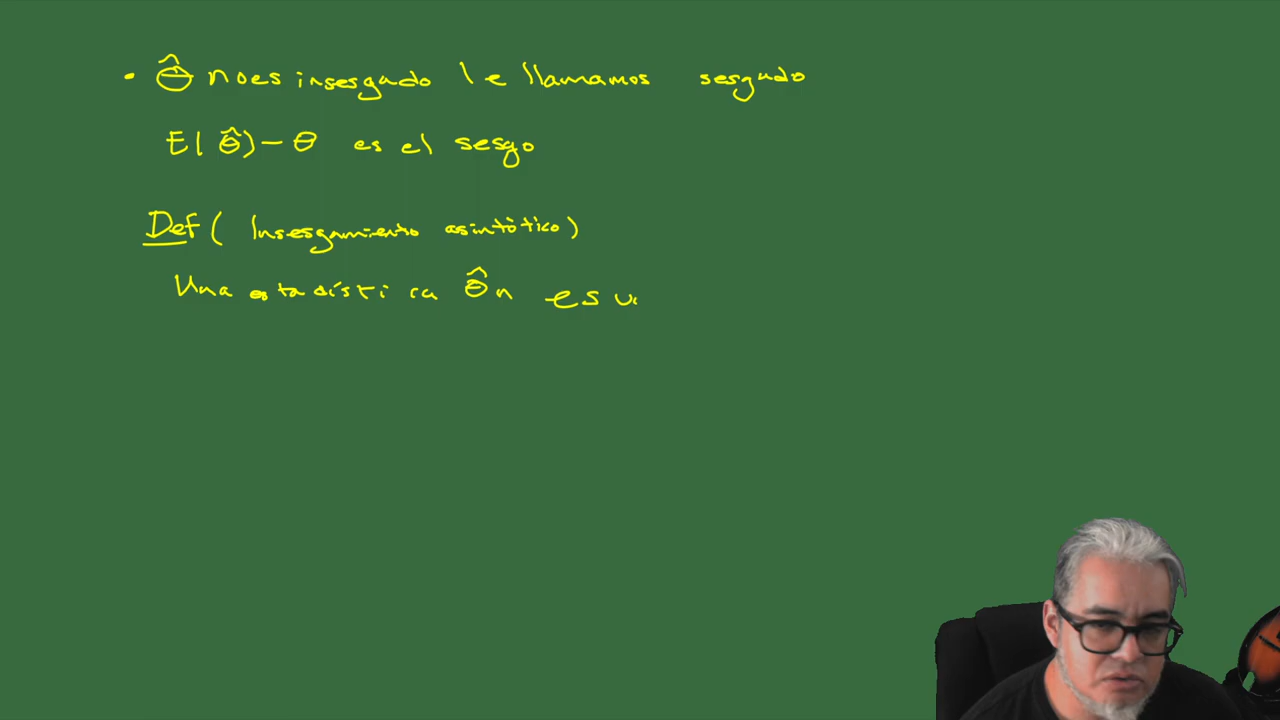 • θ̂ no es insesgado le llamamos sesgado
E(θ̂) – θ es el sesgo
Def (Insesgamiento asintótico)
Una estadística θ̂n es